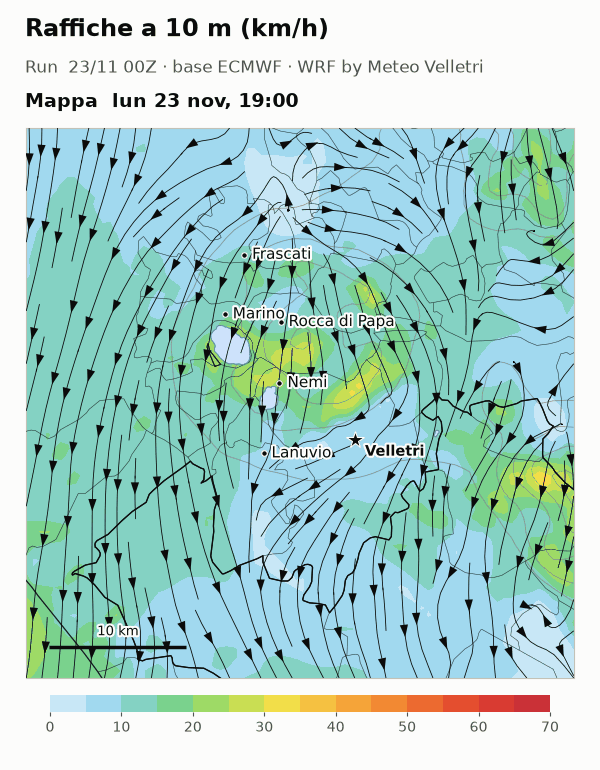 Raffiche a 10 m (km/h)
Run  23/11 00Z · base ECMWF · WRF by Meteo Velletri
Mappa  lun 23 nov, 19:00
Frascati
Marino
Rocca di Papa
Nemi
Velletri
Lanuvio
10 km
0 10 20 30 40 50 60 70